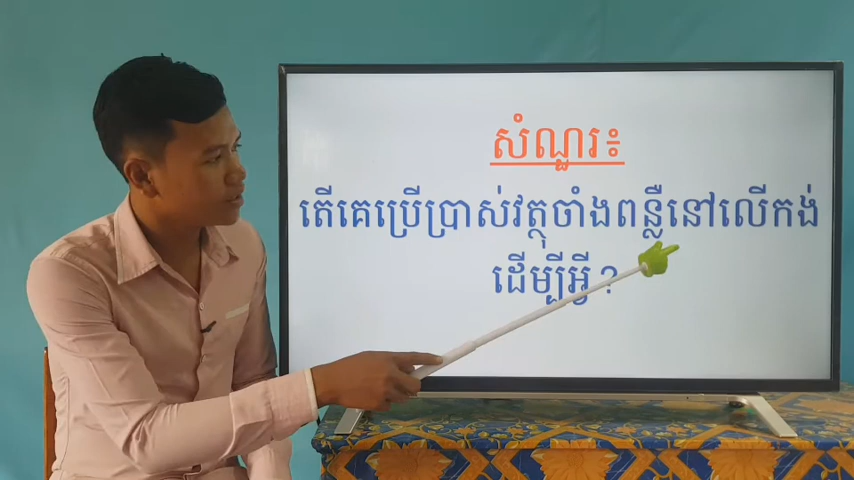 សំណួរ៖
តើគេប្រើប្រាស់វត្ថុចាំងពន្លឺនៅលើកង់
ដើម្បីអ្វី ?